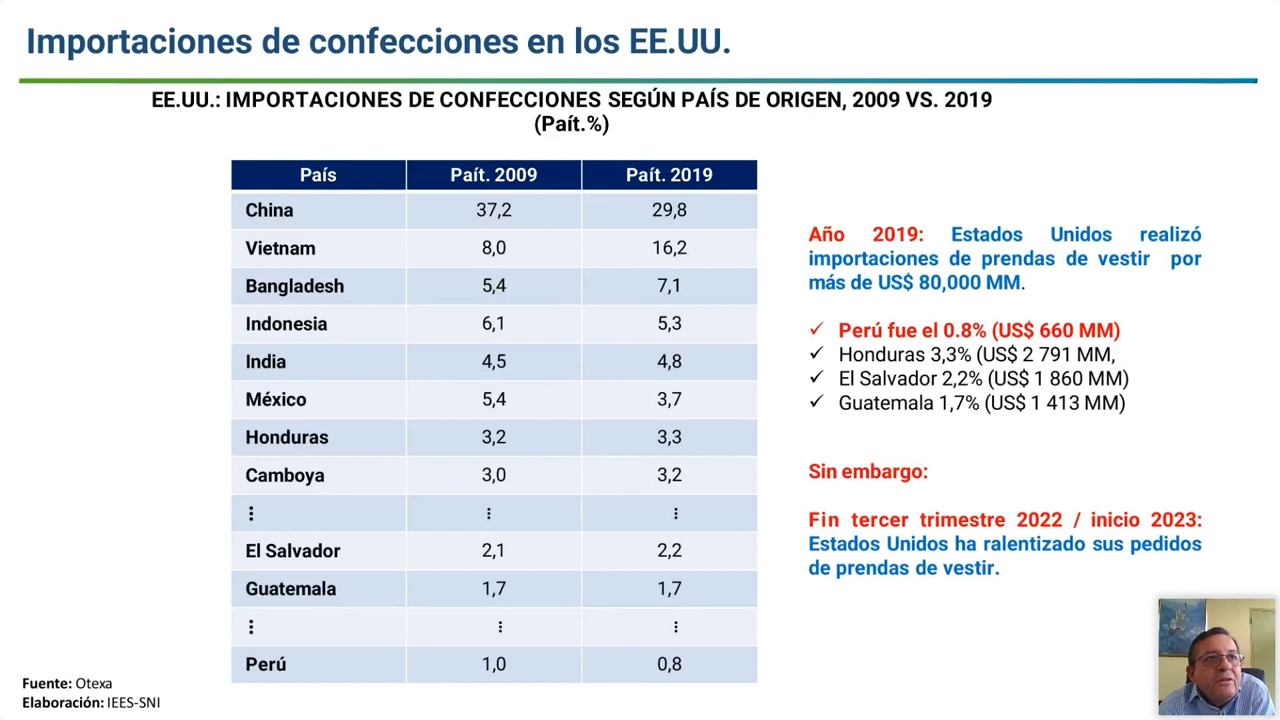 Importaciones de confecciones en los EE.UU.
EE.UU.: IMPORTACIONES DE CONFECCIONES SEGÚN PAÍS DE ORIGEN, 2009 VS. 2019
(Paít.%)
País Paít. 2009 Paít. 2019
China 37,2 29,8
Vietnam 8,0 16,2
Bangladesh 5,4 7,1
Indonesia 6,1 5,3
India 4,5 4,8
México 5,4 3,7
Honduras 3,2 3,3
Camboya 3,0 3,2
⋮ ⋮ ⋮
El Salvador 2,1 2,2
Guatemala 1,7 1,7
⋮ ⋮ ⋮
Perú 1,0 0,8
Año 2019: Estados Unidos realizó
importaciones de prendas de vestir por
más de US$ 80,000 MM.
✓ Perú fue el 0.8% (US$ 660 MM)
✓ Honduras 3,3% (US$ 2 791 MM,
✓ El Salvador 2,2% (US$ 1 860 MM)
✓ Guatemala 1,7% (US$ 1 413 MM)
Sin embargo:
Fin tercer trimestre 2022 / inicio 2023:
Estados Unidos ha ralentizado sus pedidos
de prendas de vestir.
Fuente: Otexa
Elaboración: IEES-SNI